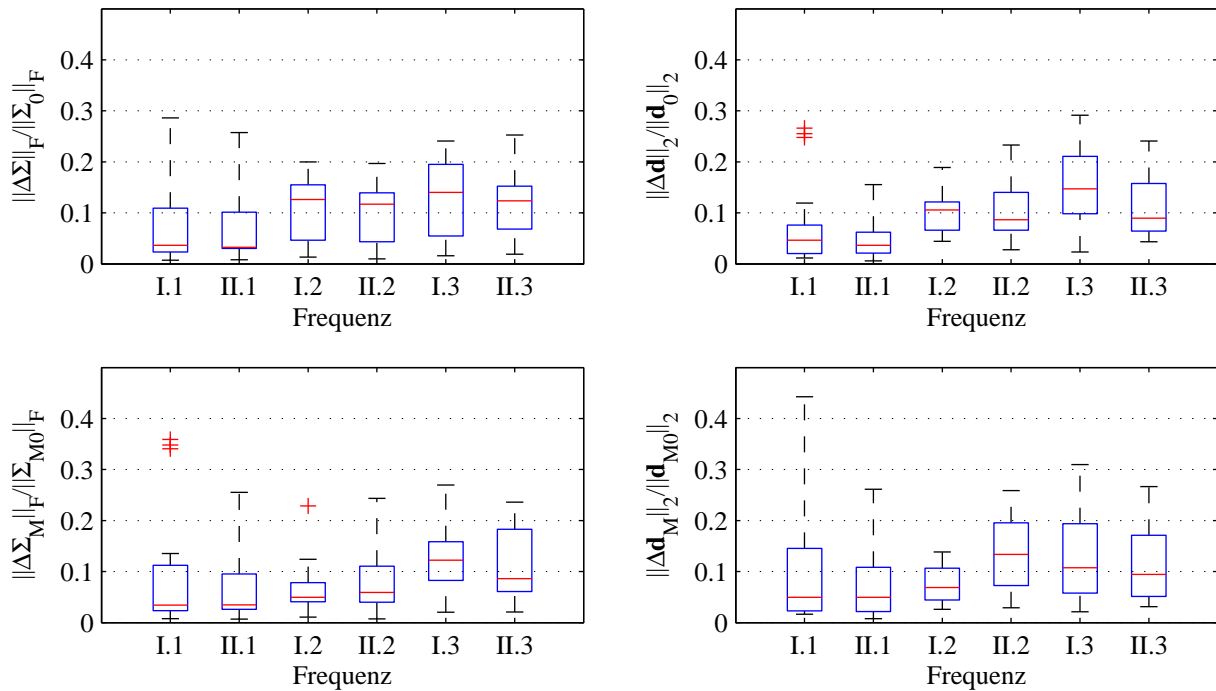 ||ΔΣ||F/||Σ0||F
0.4
0.3
0.2
0.1
0
I.1 II.1 I.2 II.2 I.3 II.3
Frequenz
||Δd||2/||d0||2
0.4
0.3
0.2
0.1
0
I.1 II.1 I.2 II.2 I.3 II.3
Frequenz
||ΔΣM||F/||ΣM0||F
0.4
0.3
0.2
0.1
0
I.1 II.1 I.2 II.2 I.3 II.3
Frequenz
||ΔdM||2/||dM0||2
0.4
0.3
0.2
0.1
0
I.1 II.1 I.2 II.2 I.3 II.3
Frequenz